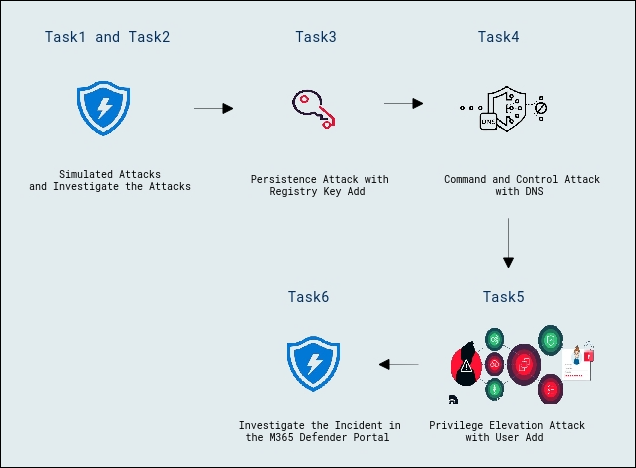 Task1 and Task2
Task3
Task4
DNS
Simulated Attacks
and Investigate the Attacks
Persistence Attack with
Registry Key Add
Command and Control Attack
with DNS
Task6
Task5
Investigate the Incident in
the M365 Defender Portal
Privilege Elevation Attack
with User Add